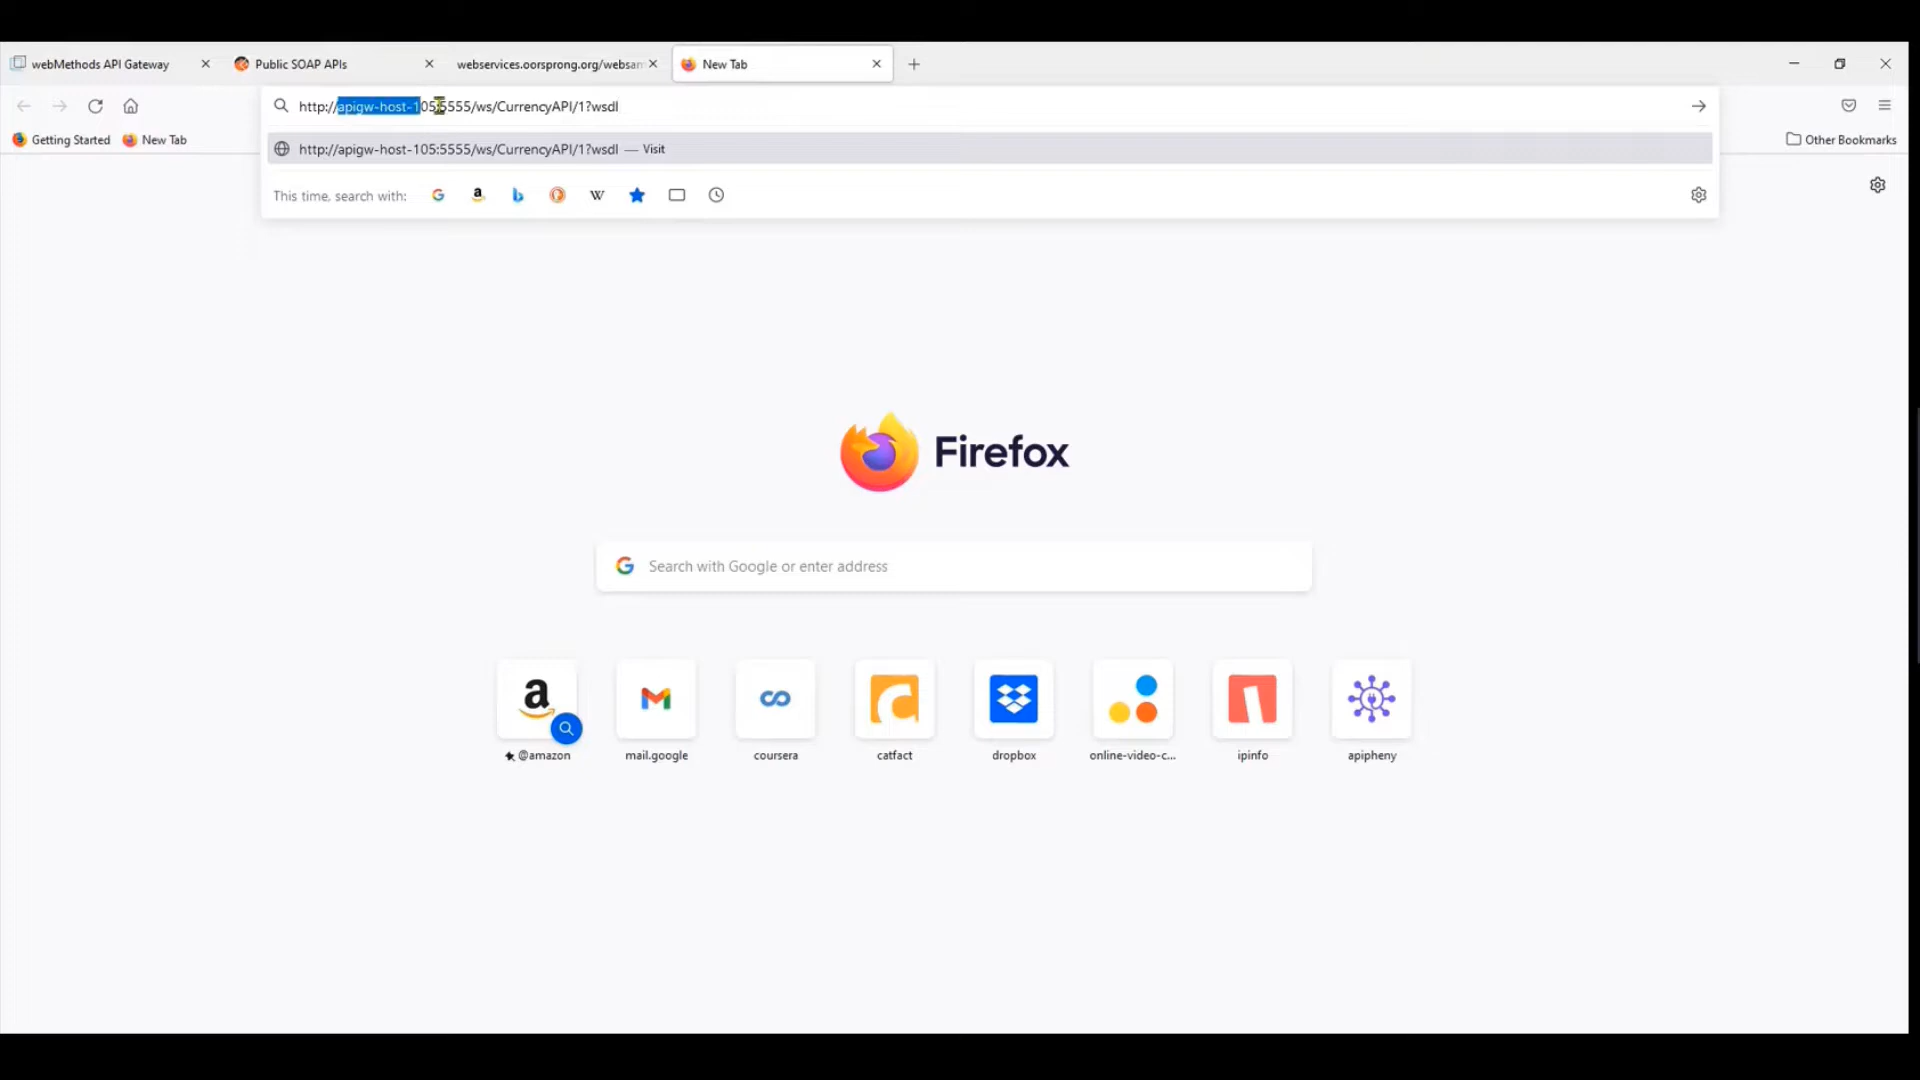 webMethods API Gateway
Public SOAP APIs
webservices.oorsprong.org/websam
New Tab
http://apigw-host-105:5555/ws/CurrencyAPI/1?wsdl
Getting Started
New Tab
Other Bookmarks
http://apigw-host-105:5555/ws/CurrencyAPI/1?wsdl — Visit
This time, search with:
Firefox
Search with Google or enter address
@amazon
mail.google
coursera
catfact
dropbox
online-video-c...
ipinfo
apipheny